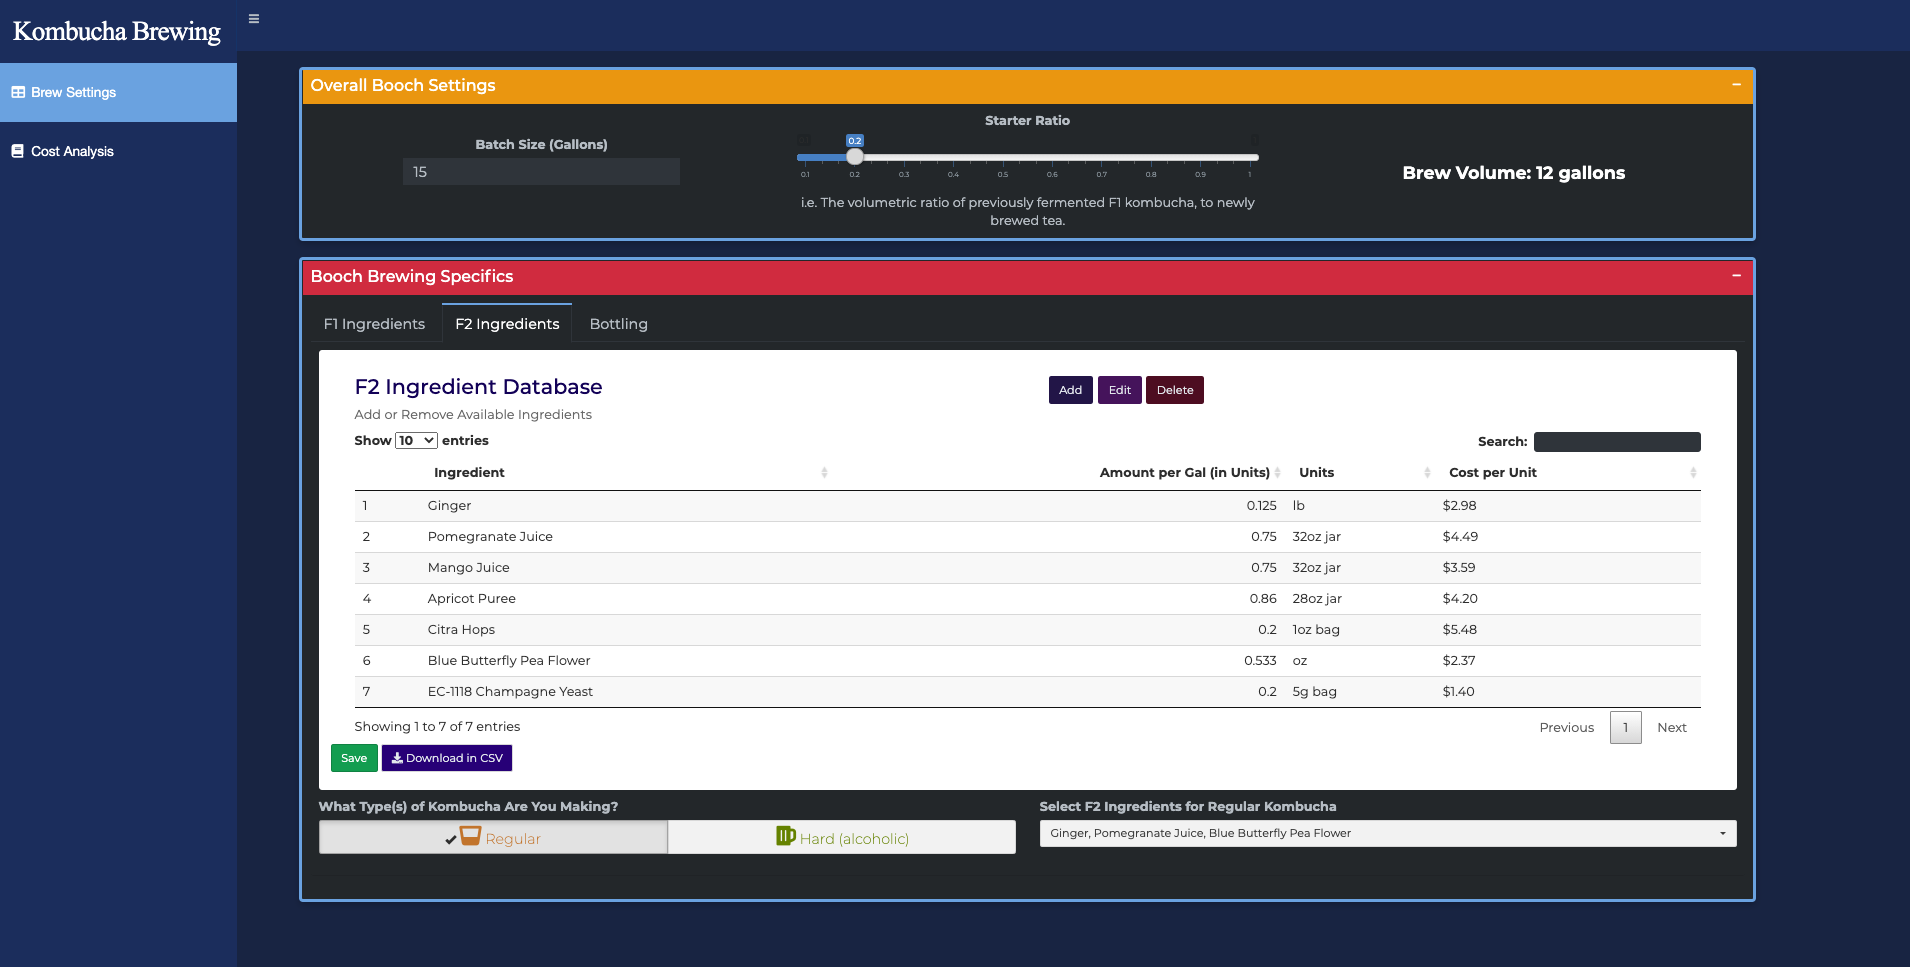 Kombucha Brewing
Brew Settings
Cost Analysis
Overall Booch Settings
Batch Size (Gallons)
15
Starter Ratio
0.2
0.1 0.2 0.3 0.4 0.5 0.6 0.7 0.8 0.9 1
i.e. The volumetric ratio of previously fermented F1 kombucha, to newly
brewed tea.
Brew Volume: 12 gallons
Booch Brewing Specifics
F1 Ingredients F2 Ingredients Bottling
F2 Ingredient Database
Add Edit Delete
Add or Remove Available Ingredients
Show 10 entries
Search:
Ingredient Amount per Gal (in Units) Units Cost per Unit
1 Ginger 0.125 lb $2.98
2 Pomegranate Juice 0.75 32oz jar $4.49
3 Mango Juice 0.75 32oz jar $3.59
4 Apricot Puree 0.86 28oz jar $4.20
5 Citra Hops 0.2 1oz bag $5.48
6 Blue Butterfly Pea Flower 0.533 oz $2.37
7 EC-1118 Champagne Yeast 0.2 5g bag $1.40
Showing 1 to 7 of 7 entries
Previous 1 Next
Save Download in CSV
What Type(s) of Kombucha Are You Making?
Regular Hard (alcoholic)
Select F2 Ingredients for Regular Kombucha
Ginger, Pomegranate Juice, Blue Butterfly Pea Flower